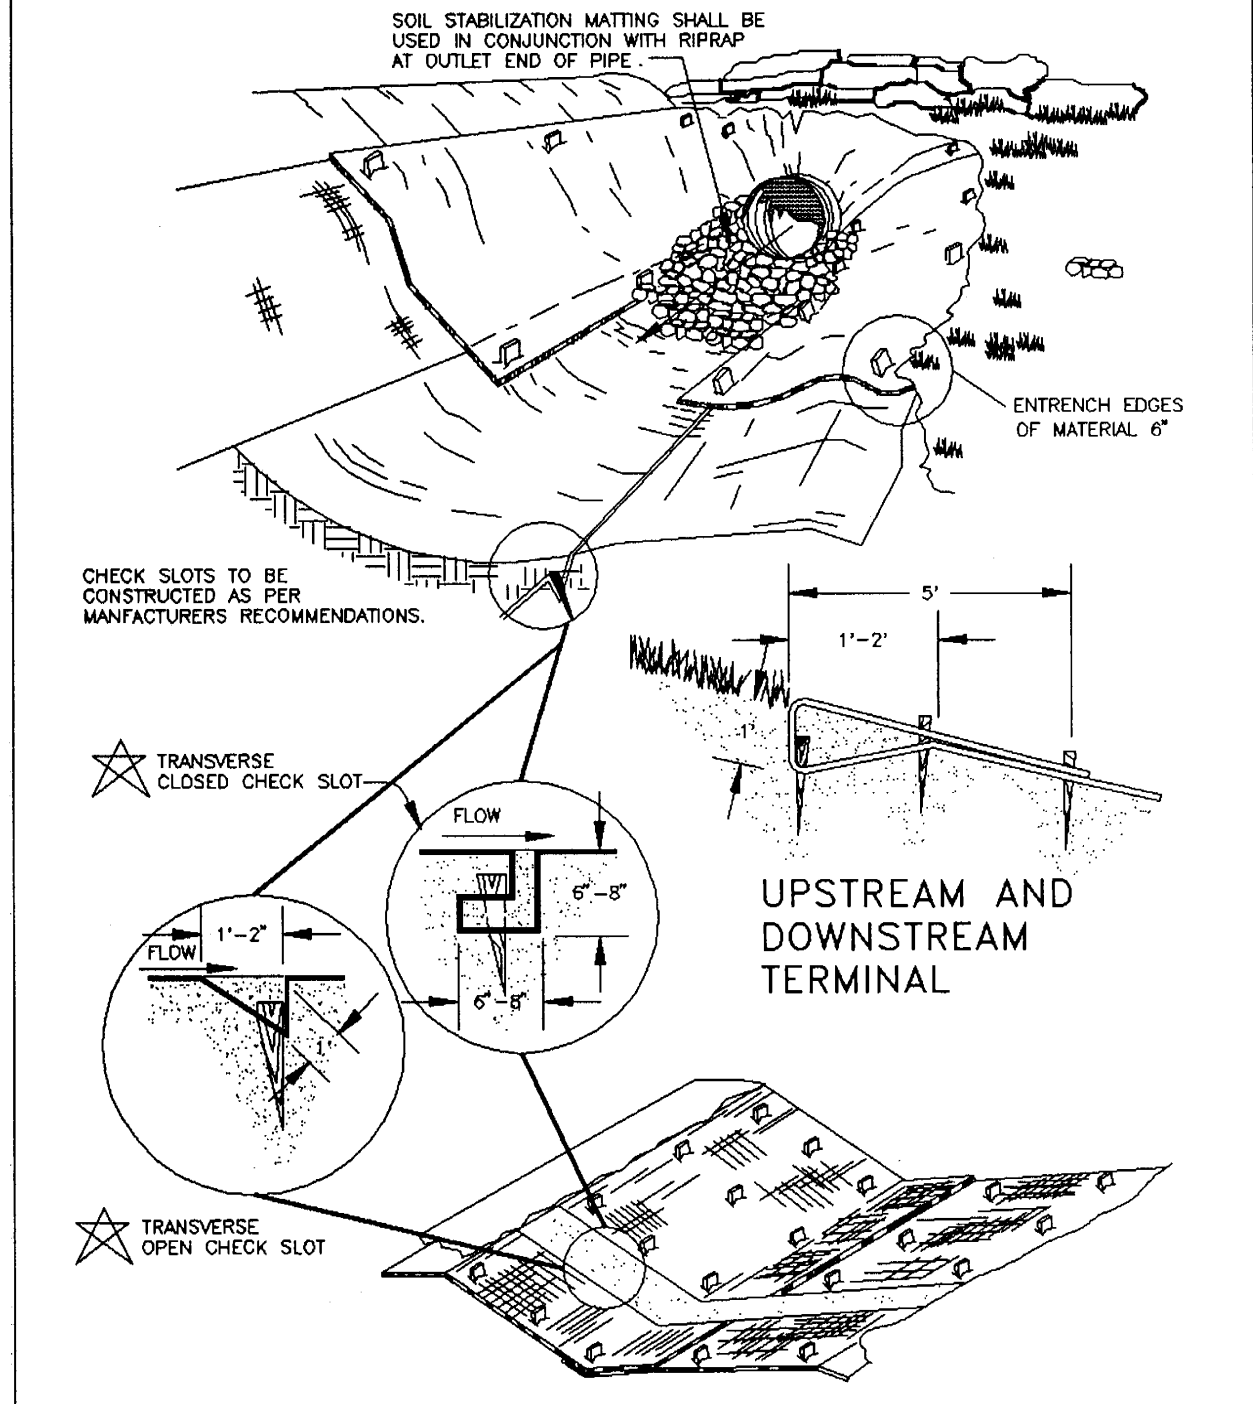 SOIL STABILIZATION MATTING SHALL BE
USED IN CONJUNCTION WITH RIPRAP
AT OUTLET END OF PIPE.
ENTRENCH EDGES
OF MATERIAL 6"
CHECK SLOTS TO BE
CONSTRUCTED AS PER
MANFACTURERS RECOMMENDATIONS.
5'
1'-2'
1'
TRANSVERSE
CLOSED CHECK SLOT
FLOW
6"-8"
6"-8"
UPSTREAM AND
DOWNSTREAM
TERMINAL
1'-2"
FLOW
1'
TRANSVERSE
OPEN CHECK SLOT